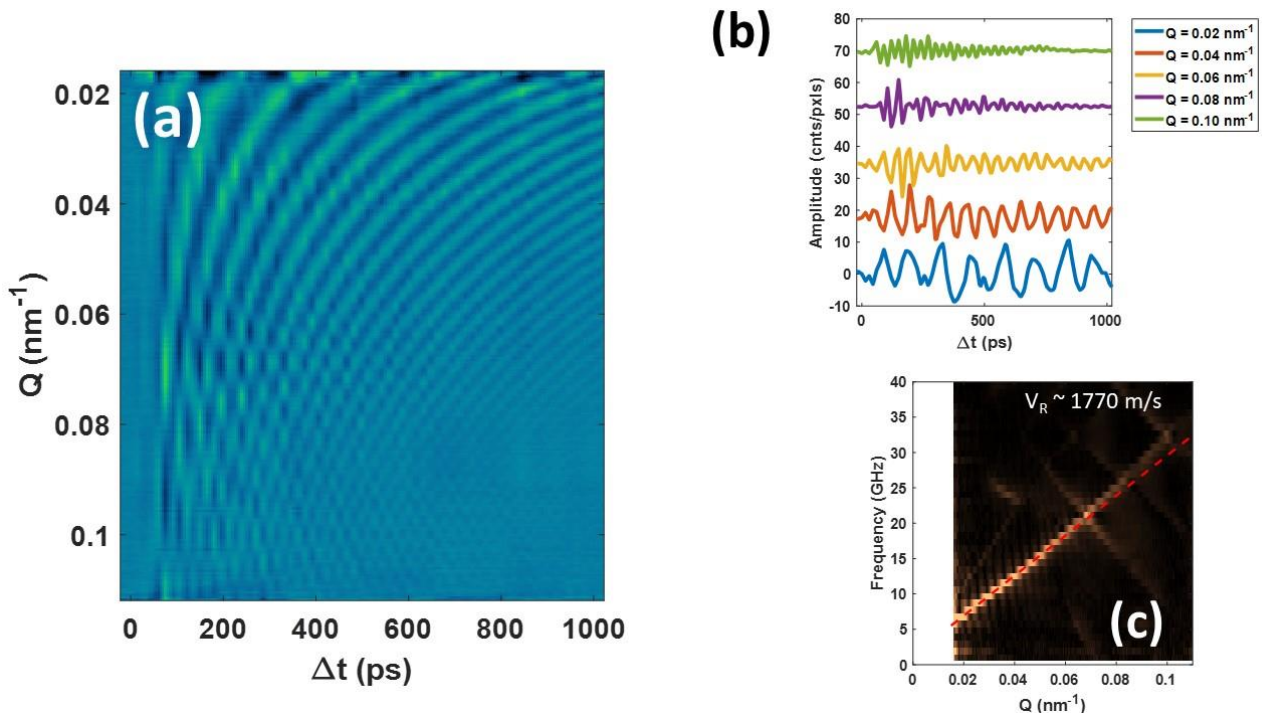 (a)
0.02
0.04
0.06
0.08
0.1
Q (nm⁻¹)
0 200 400 600 800 1000
Δt (ps)
(b)
80
70
60
50
40
30
20
10
0
-10
Amplitude (cnts/pxls)
0 500 1000
Δt (ps)
Q = 0.02 nm⁻¹
Q = 0.04 nm⁻¹
Q = 0.06 nm⁻¹
Q = 0.08 nm⁻¹
Q = 0.10 nm⁻¹
40
35
30
25
20
15
10
5
0
Frequency (GHz)
V_R ~ 1770 m/s
(c)
0 0.02 0.04 0.06 0.08 0.1
Q (nm⁻¹)